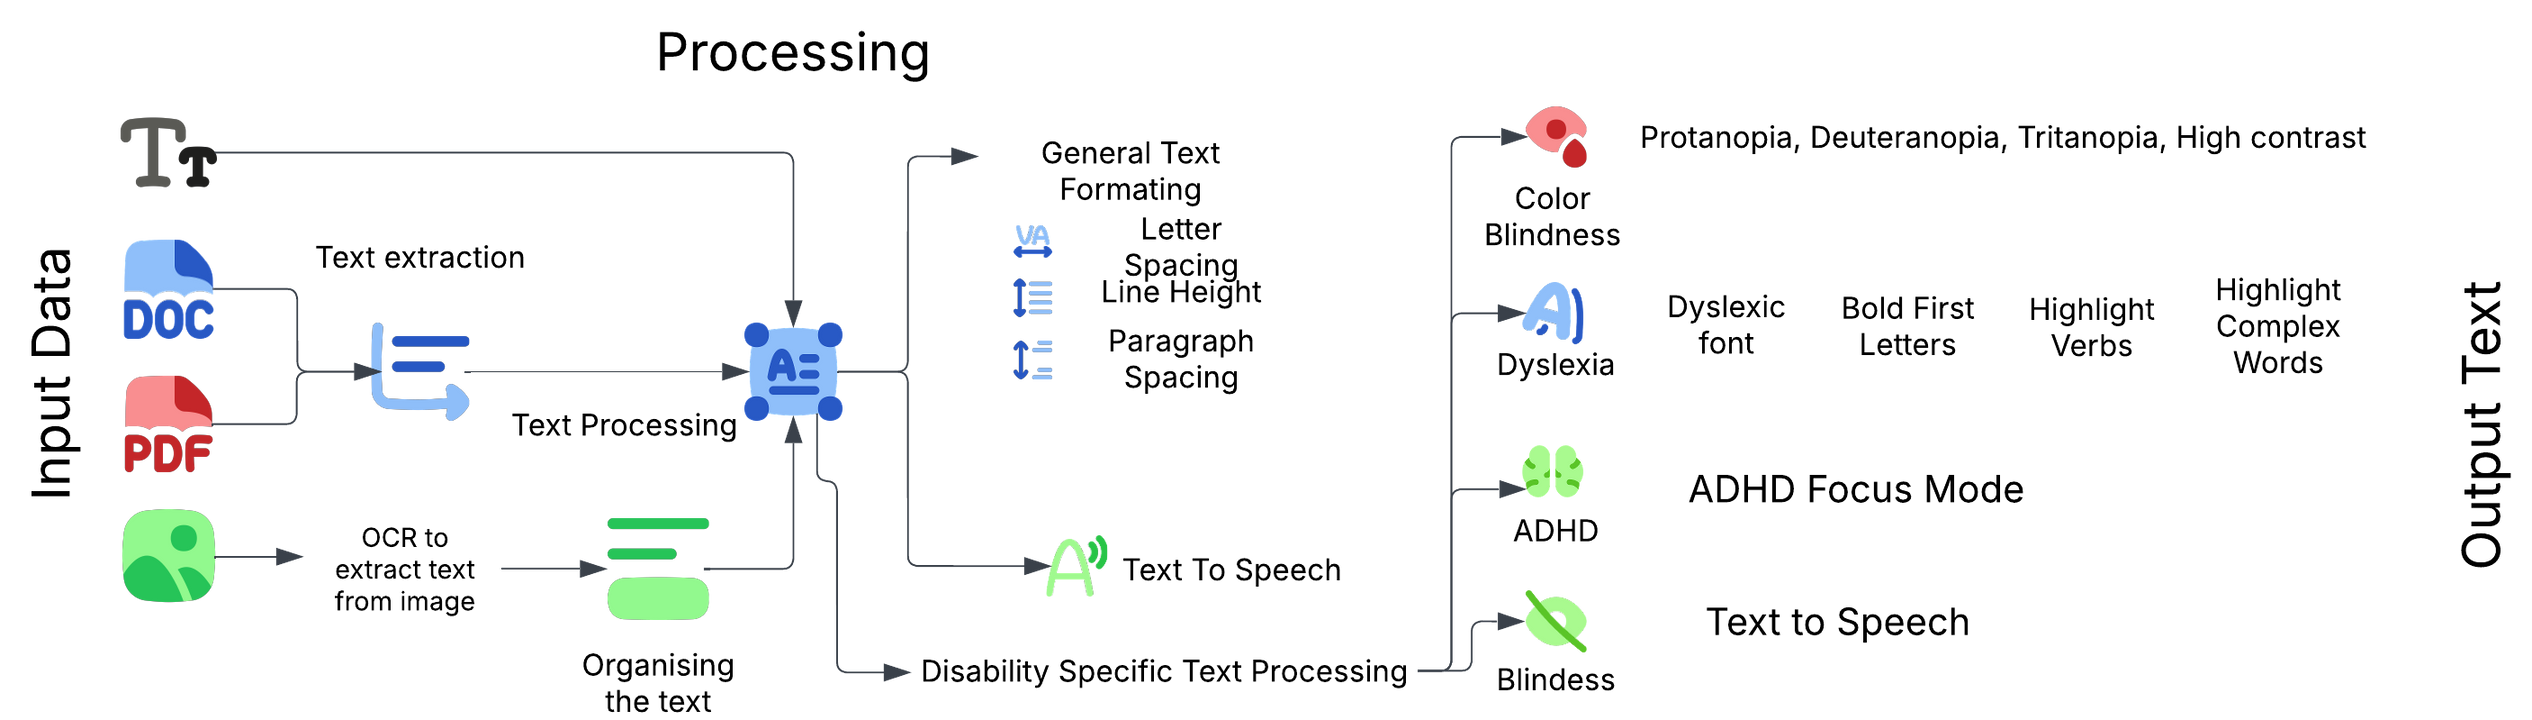 Processing
Input Data
Tт
DOC
PDF
Text extraction
Text Processing
OCR to
extract text
from image
Organising
the text
A
General Text
Formating
VA
Letter
Spacing
Line Height
Paragraph
Spacing
A
Text To Speech
Disability Specific Text Processing
Color
Blindness
Protanopia, Deuteranopia, Tritanopia, High contrast
A
Dyslexia
Dyslexic
font
Bold First
Letters
Highlight
Verbs
Highlight
Complex
Words
ADHD
ADHD Focus Mode
Blindess
Text to Speech
Output Text